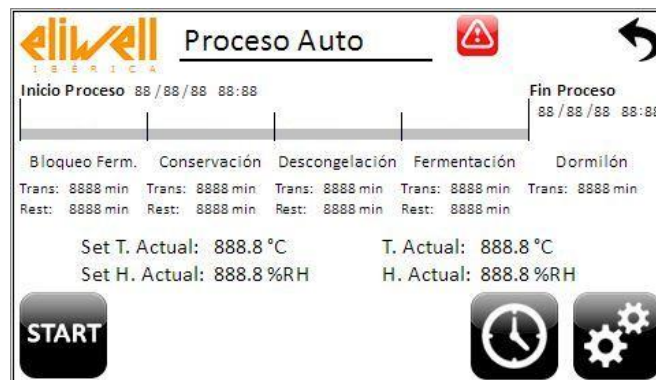 eliwell
IBÉRICA
Proceso Auto
Inicio Proceso 88/88/88 88:88
Fin Proceso
88/88/88 88:88
Bloqueo Ferm. Conservación Descongelación Fermentación Dormilón
Trans: 8888 min Trans: 8888 min Trans: 8888 min Trans: 8888 min Trans: 8888 min
Rest: 8888 min Rest: 8888 min Rest: 8888 min Rest: 8888 min
Set T. Actual: 888.8 °C T. Actual: 888.8 °C
Set H. Actual: 888.8 %RH H. Actual: 888.8 %RH
START